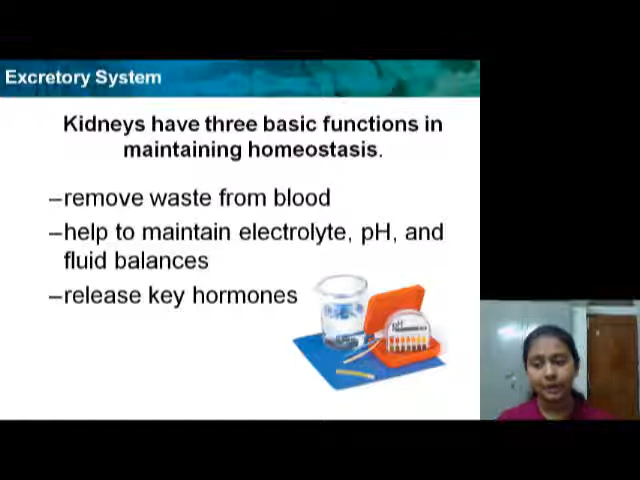 Excretory System
Kidneys have three basic functions in
maintaining homeostasis.
–remove waste from blood
–help to maintain electrolyte, pH, and
fluid balances
–release key hormones
pH